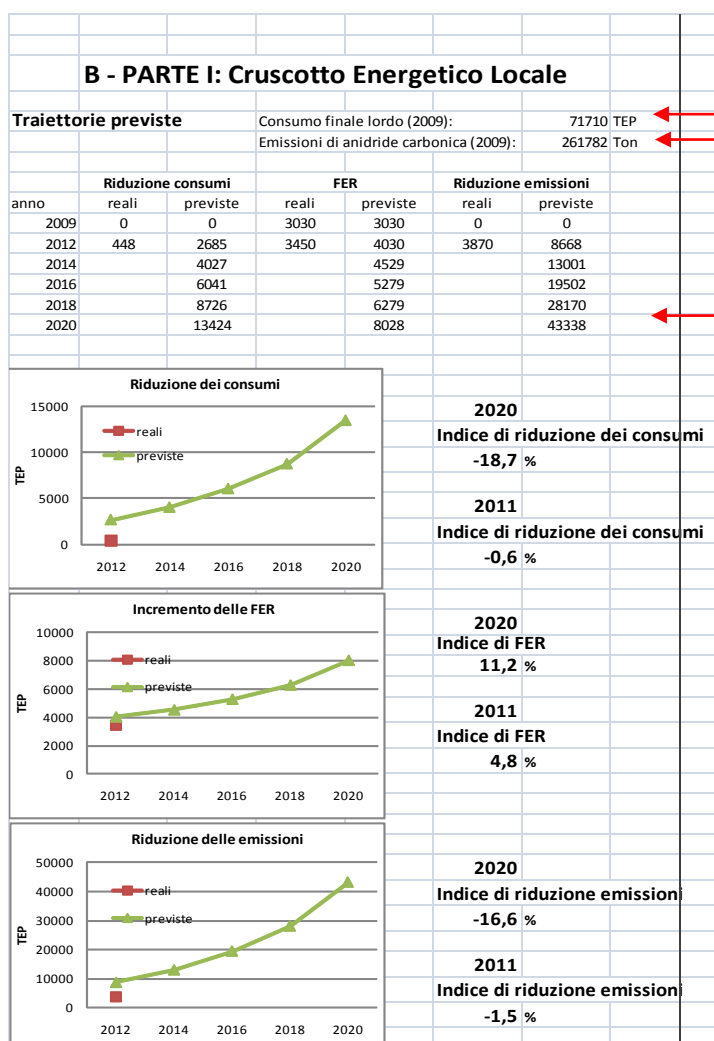 B - PARTE I: Cruscotto Energetico Locale
Traiettorie previste Consumo finale lordo (2009): 71710 TEP
Emissioni di anidride carbonica (2009): 261782 Ton
Riduzione consumi FER Riduzione emissioni
anno reali previste reali previste reali previste
2009 0 0 3030 3030 0 0
2012 448 2685 3450 4030 3870 8668
2014 4027 4529 13001
2016 6041 5279 19502
2018 8726 6279 28170
2020 13424 8028 43338
Riduzione dei consumi
15000
10000
5000
0
TEP
reali
previste
2012 2014 2016 2018 2020
2020
Indice di riduzione dei consumi
-18,7 %
2011
Indice di riduzione dei consumi
-0,6 %
Incremento delle FER
10000
8000
6000
4000
2000
0
TEP
reali
previste
2012 2014 2016 2018 2020
2020
Indice di FER
11,2 %
2011
Indice di FER
4,8 %
Riduzione delle emissioni
50000
40000
30000
20000
10000
0
TEP
reali
previste
2012 2014 2016 2018 2020
2020
Indice di riduzione emissioni
-16,6 %
2011
Indice di riduzione emissioni
-1,5 %